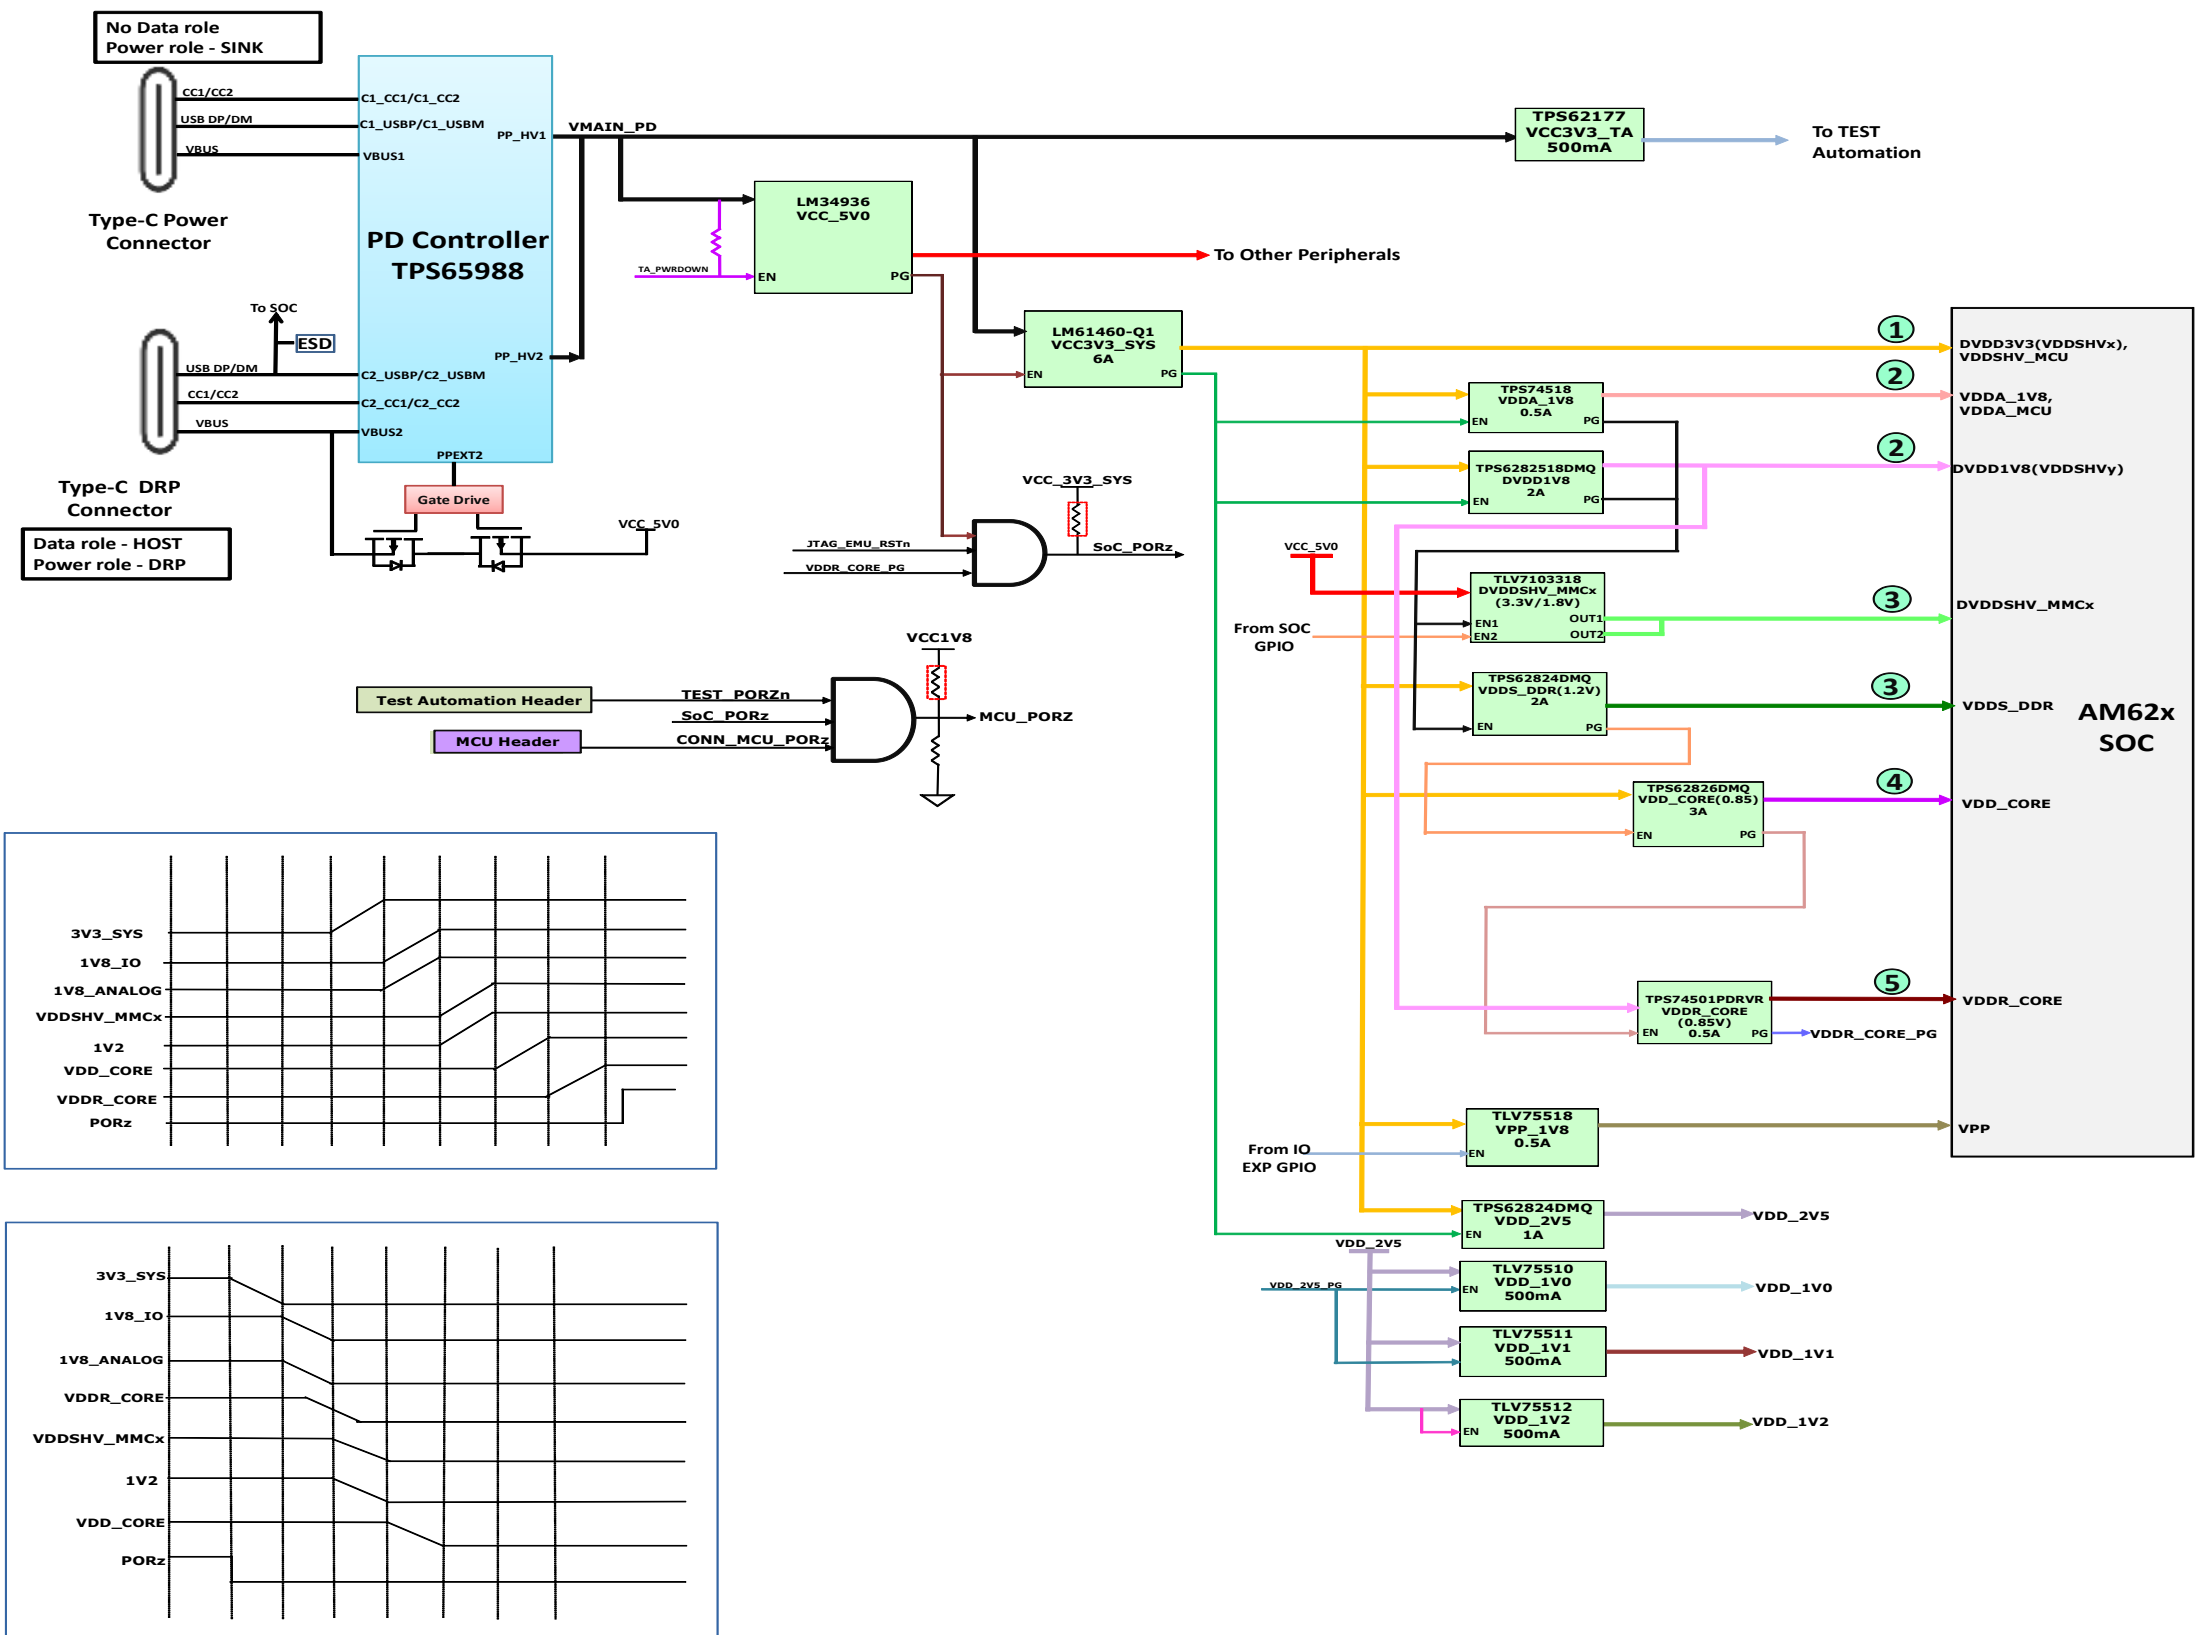 No Data role
Power role - SINK
CC1/CC2
USB DP/DM
VBUS
Type-C Power
Connector
C1_CC1/C1_CC2
C1_USBP/C1_USBM
VBUS1
PP_HV1
PD Controller
TPS65988
PP_HV2
C2_USBP/C2_USBM
C2_CC1/C2_CC2
VBUS2
PPEXT2
To SOC
ESD
USB DP/DM
CC1/CC2
VBUS
Type-C DRP
Connector
Data role - HOST
Power role - DRP
Gate Drive
VCC_5V0
VMAIN_PD
TPS62177
VCC3V3_TA
500mA
To TEST
Automation
LM34936
VCC_5V0
EN
PG
TA_PWRDOWN
To Other Peripherals
LM61460-Q1
VCC3V3_SYS
6A
EN
PG
VCC_3V3_SYS
JTAG_EMU_RSTn
VDDR_CORE_PG
SoC_PORz
VCC1V8
Test Automation Header
MCU Header
TEST_PORZn
SoC_PORz
CONN_MCU_PORz
MCU_PORZ
TPS74518
VDDA_1V8
0.5A
EN
PG
TPS6282518DMQ
DVDD1V8
2A
EN
PG
VCC_5V0
TLV7103318
DVDDSHV_MMCx
(3.3V/1.8V)
EN1
EN2
OUT1
OUT2
From SOC
GPIO
TPS62824DMQ
VDDS_DDR(1.2V)
2A
EN
PG
TPS62826DMQ
VDD_CORE(0.85)
3A
EN
PG
TPS74501PDRVR
VDDR_CORE
(0.85V)
0.5A
EN
PG
VDDR_CORE_PG
TLV75518
VPP_1V8
0.5A
EN
From IO
EXP GPIO
TPS62824DMQ
VDD_2V5
1A
EN
VDD_2V5
VDD_2V5
VDD_2V5_PG
TLV75510
VDD_1V0
500mA
EN
VDD_1V0
TLV75511
VDD_1V1
500mA
VDD_1V1
TLV75512
VDD_1V2
500mA
EN
VDD_1V2
1
2
2
3
3
4
5
DVDD3V3(VDDSHVx),
VDDSHV_MCU
VDDA_1V8,
VDDA_MCU
DVDD1V8(VDDSHVy)
DVDDSHV_MMCx
VDDS_DDR
AM62x
SOC
VDD_CORE
VDDR_CORE
VPP
3V3_SYS
1V8_IO
1V8_ANALOG
VDDSHV_MMCx
1V2
VDD_CORE
VDDR_CORE
PORz
3V3_SYS
1V8_IO
1V8_ANALOG
VDDR_CORE
VDDSHV_MMCx
1V2
VDD_CORE
PORz